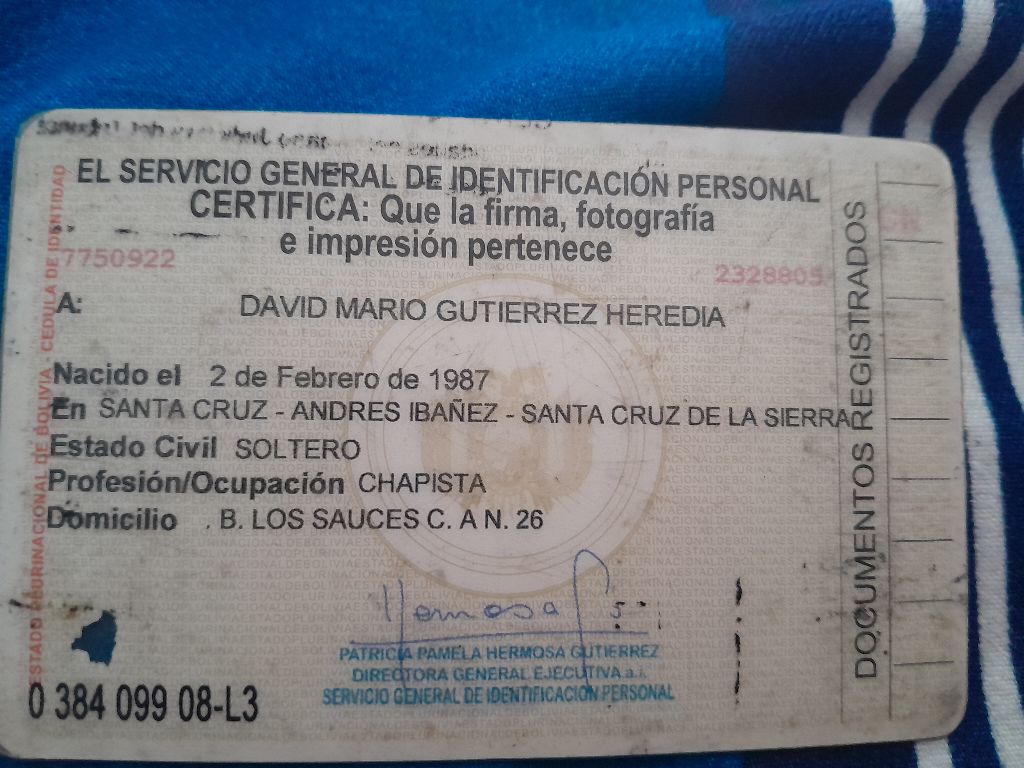 EL SERVICIO GENERAL DE IDENTIFICACIÓN PERSONAL
CERTIFICA: Que la firma, fotografía
e impresión pertenece
7750922
2328805
A: DAVID MARIO GUTIERREZ HEREDIA
Nacido el 2 de Febrero de 1987
En SANTA CRUZ - ANDRES IBAÑEZ - SANTA CRUZ DE LA SIERRA
Estado Civil SOLTERO
Profesión/Ocupación CHAPISTA
Domicilio . B. LOS SAUCES C. A N. 26
Hermosa G
PATRICIA PAMELA HERMOSA GUTIERREZ
DIRECTORA GENERAL EJECUTIVA a.i.
SERVICIO GENERAL DE IDENTIFICACIÓN PERSONAL
0 384 099 08-L3
ESTADO PLURINACIONAL DE BOLIVIA - CEDULA DE IDENTIDAD
DOCUMENTOS REGISTRADOS